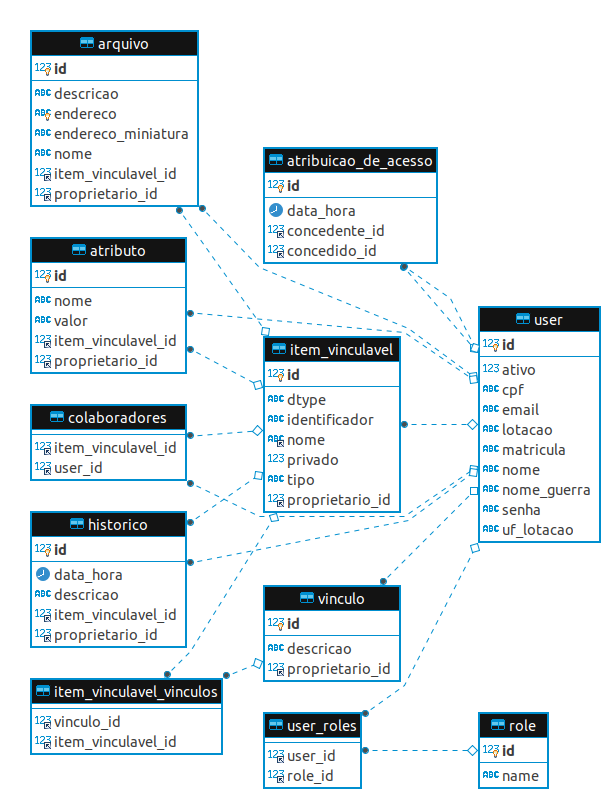 arquivo
123 id
ABC descricao
ABC endereco
ABC endereco_miniatura
ABC nome
123 item_vinculavel_id
123 proprietario_id
atribuicao_de_acesso
123 id
data_hora
123 concedente_id
123 concedido_id
atributo
123 id
ABC nome
ABC valor
123 item_vinculavel_id
123 proprietario_id
user
123 id
123 ativo
ABC cpf
ABC email
ABC lotacao
ABC matricula
ABC nome
ABC nome_guerra
ABC senha
ABC uf_lotacao
item_vinculavel
123 id
ABC dtype
ABC identificador
ABC nome
123 privado
ABC tipo
123 proprietario_id
colaboradores
123 item_vinculavel_id
123 user_id
historico
123 id
data_hora
ABC descricao
123 item_vinculavel_id
123 proprietario_id
vinculo
123 id
ABC descricao
123 proprietario_id
item_vinculavel_vinculos
123 vinculo_id
123 item_vinculavel_id
user_roles
123 user_id
123 role_id
role
123 id
ABC name